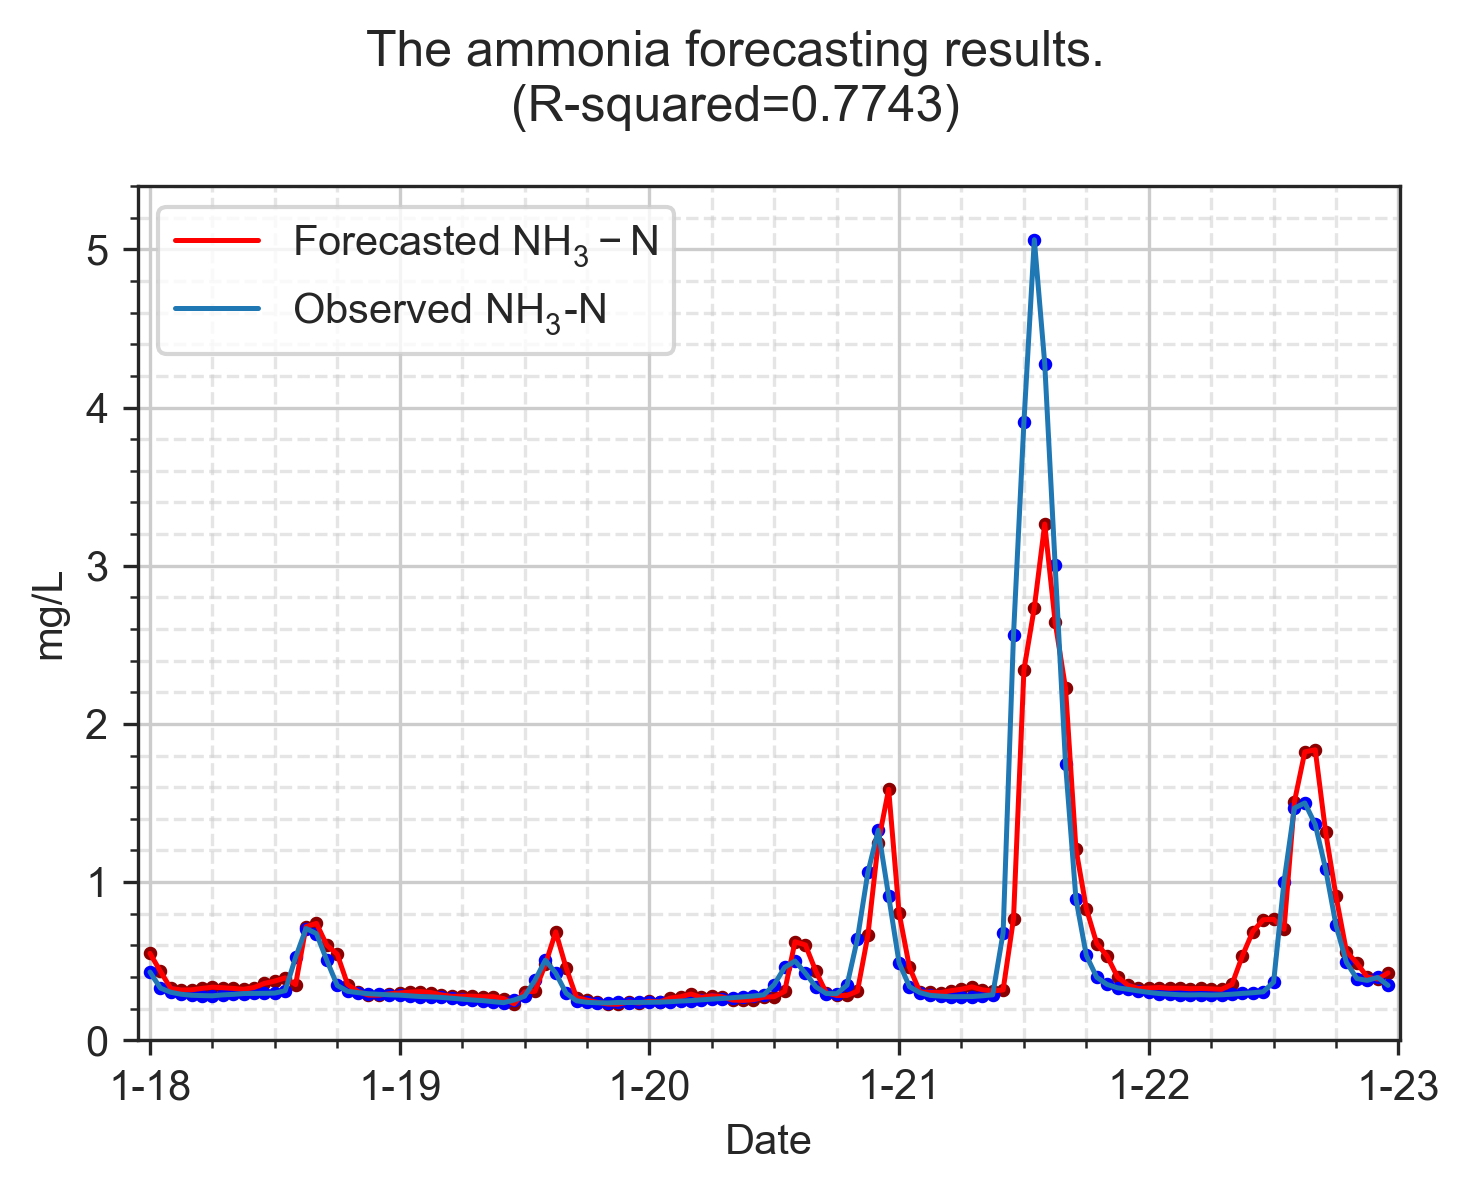 The ammonia forecasting results.
(R-squared=0.7743)
Forecasted NH₃ − N
Observed NH₃-N
5
4
3
2
1
0
mg/L
1-18 1-19 1-20 1-21 1-22 1-23
Date